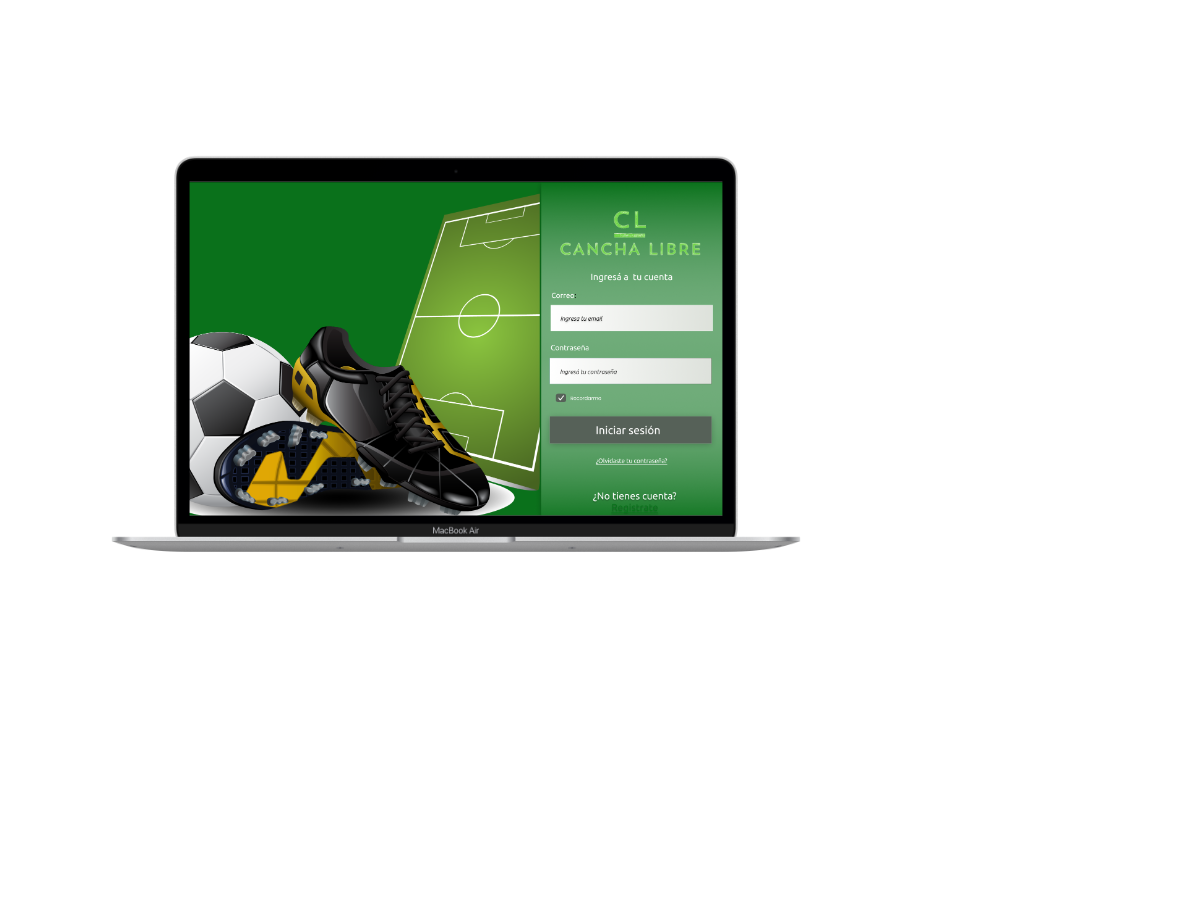 CL
CANCHA LIBRE
Ingresá a tu cuenta
Correo:
Ingresa tu email
Contraseña
Ingresá tu contraseña
Recordarme
Iniciar sesión
¿Olvidaste tu contraseña?
¿No tienes cuenta?
Registrate
MacBook Air